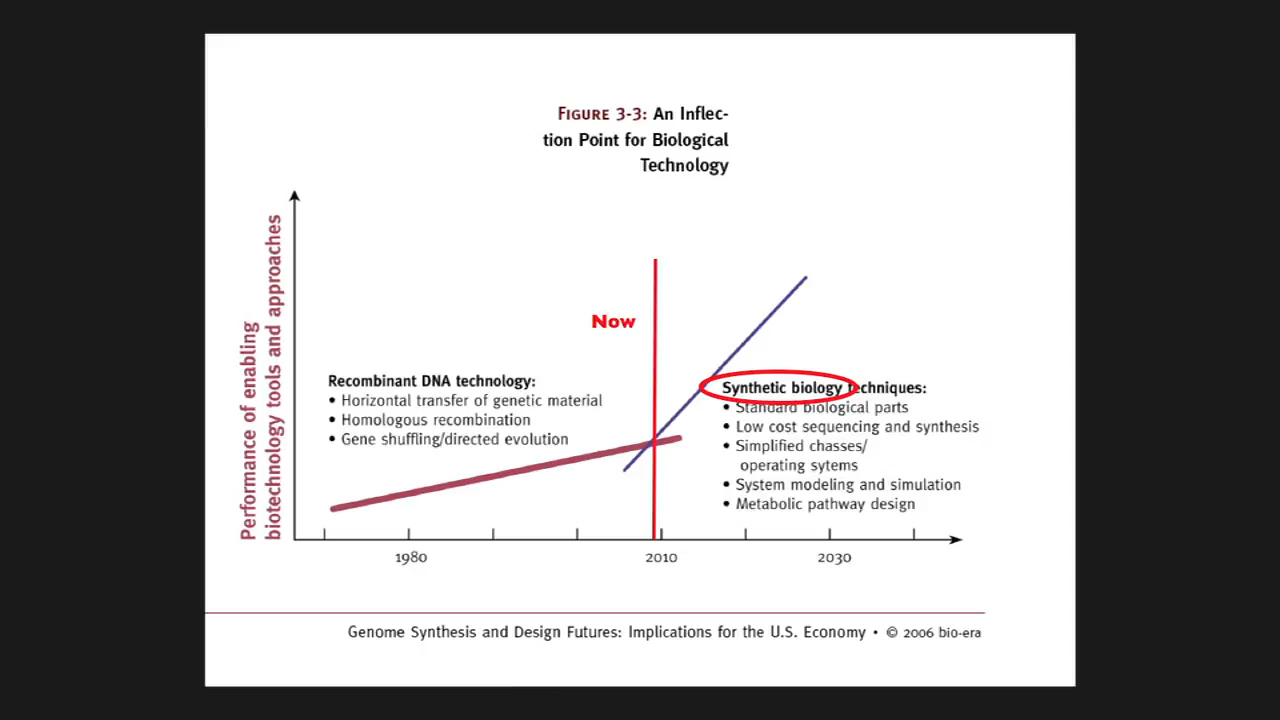 FIGURE 3-3: An Inflec-
tion Point for Biological
Technology
Performance of enabling
biotechnology tools and approaches
Now
Recombinant DNA technology:
• Horizontal transfer of genetic material
• Homologous recombination
• Gene shuffling/directed evolution
Synthetic biology techniques:
• Standard biological parts
• Low cost sequencing and synthesis
• Simplified chasses/
operating sytems
• System modeling and simulation
• Metabolic pathway design
1980
2010
2030
Genome Synthesis and Design Futures: Implications for the U.S. Economy • © 2006 bio-era